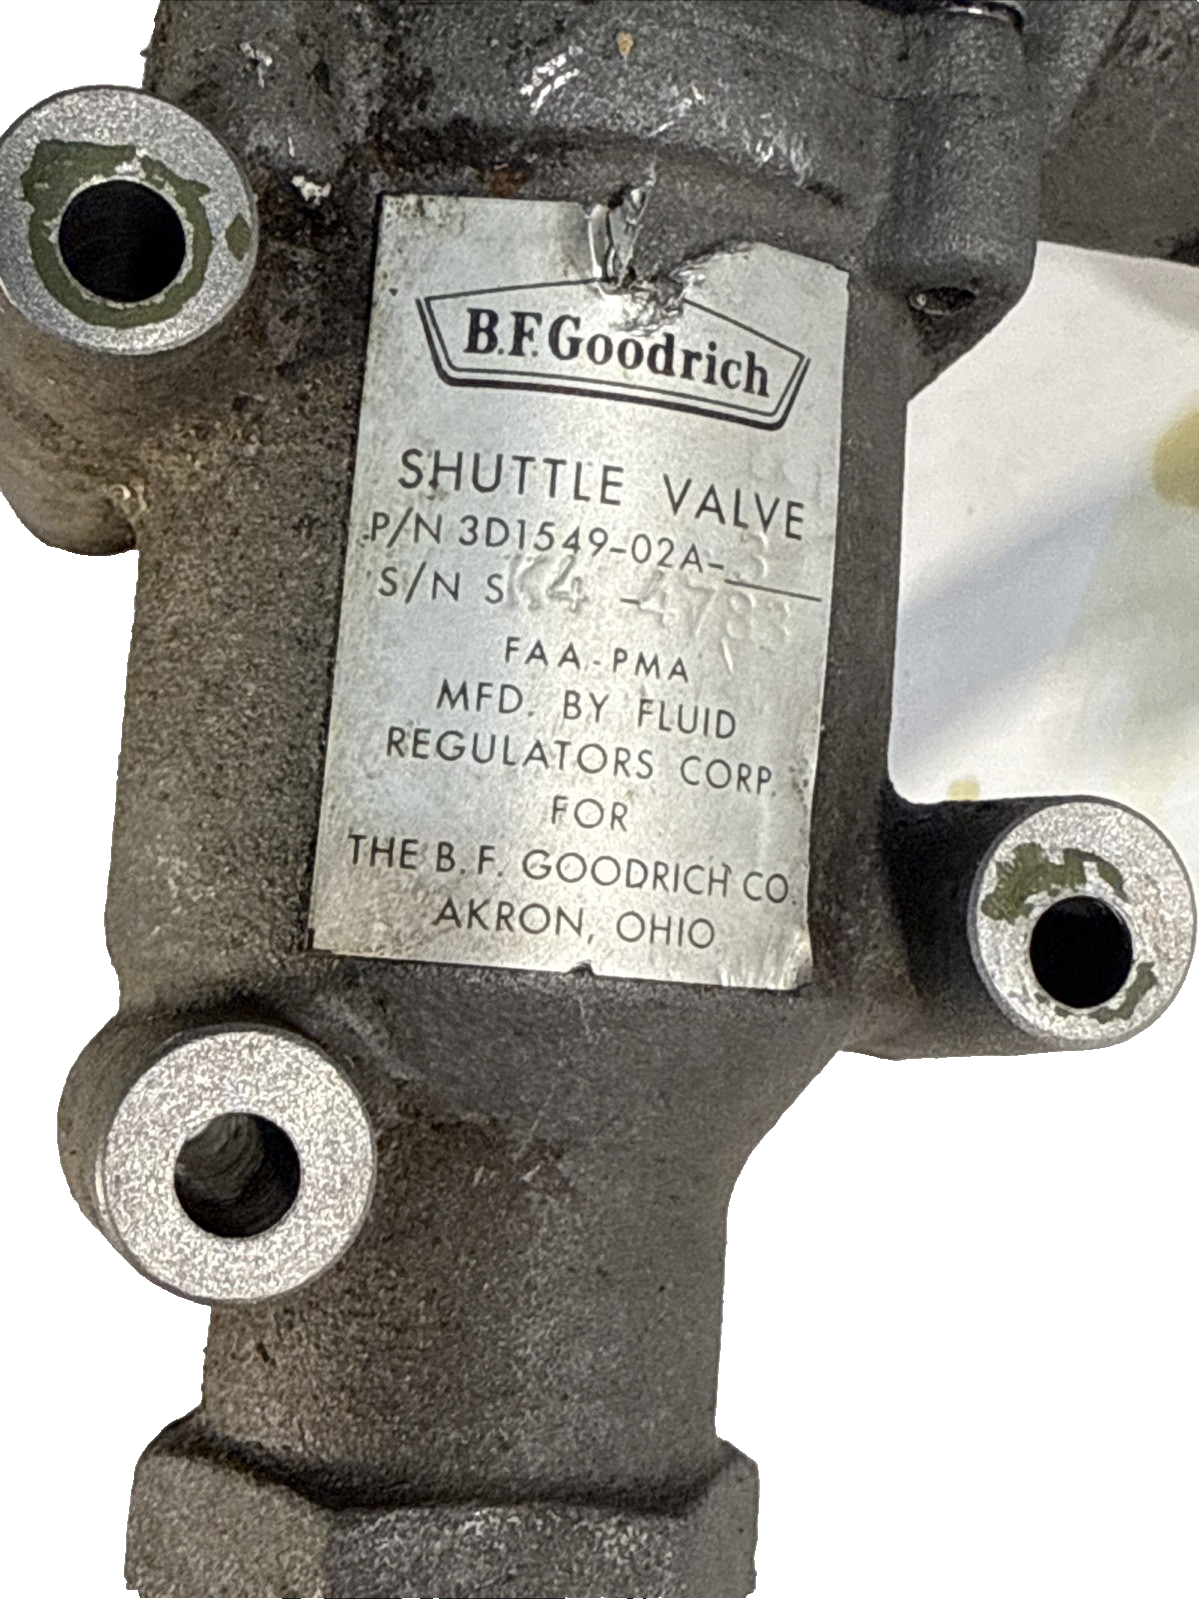 B.F.Goodrich
SHUTTLE VALVE
P/N 3D1549-02A-
S/N S
FAA-PMA
MFD. BY FLUID
REGULATORS CORP.
FOR
THE B.F. GOODRICH CO.
AKRON, OHIO